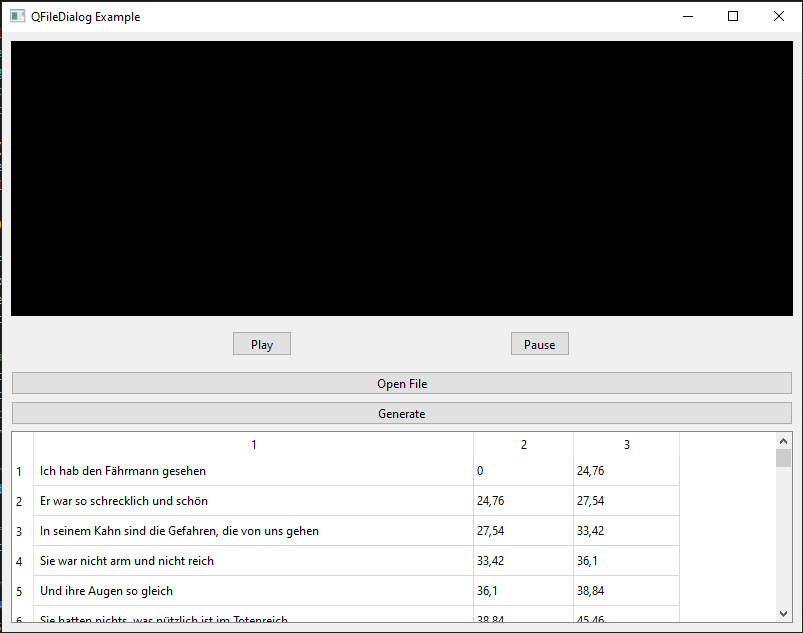 QFileDialog Example
Play Pause
Open File
Generate
1 2 3
1 Ich hab den Fährmann gesehen 0 24,76
2 Er war so schrecklich und schön 24,76 27,54
3 In seinem Kahn sind die Gefahren, die von uns gehen 27,54 33,42
4 Sie war nicht arm und nicht reich 33,42 36,1
5 Und ihre Augen so gleich 36,1 38,84
6 Sie hatten nichts, was nützlich ist im Totenreich 38,84 45,46